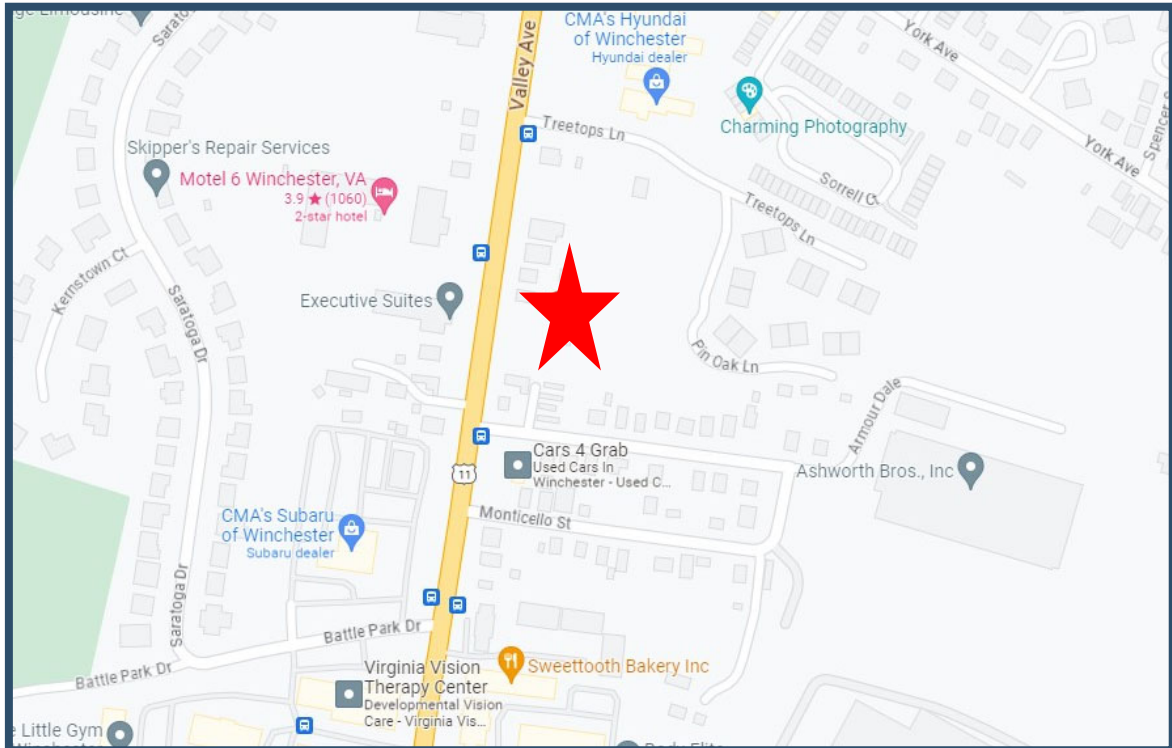 Saratoga
Valley Ave
CMA's Hyundai
of Winchester
Hyundai dealer
York Ave
Treetops Ln
Charming Photography
York Ave
Skipper's Repair Services
Motel 6 Winchester, VA
3.9 ★ (1060)
2-star hotel
Sorrell Ct
Treetops Ln
Kernstown Ct
Executive Suites
Saratoga Dr
Pin Oak Ln
Armour Dale
Cars 4 Grab
Used Cars In
Winchester - Used C...
Ashworth Bros., Inc
11
CMA's Subaru
of Winchester
Subaru dealer
Monticello St
Saratoga Dr
Battle Park Dr
Battle Park Dr
Virginia Vision
Therapy Center
Developmental Vision
Care - Virginia Vis...
Sweettooth Bakery Inc
e Little Gym